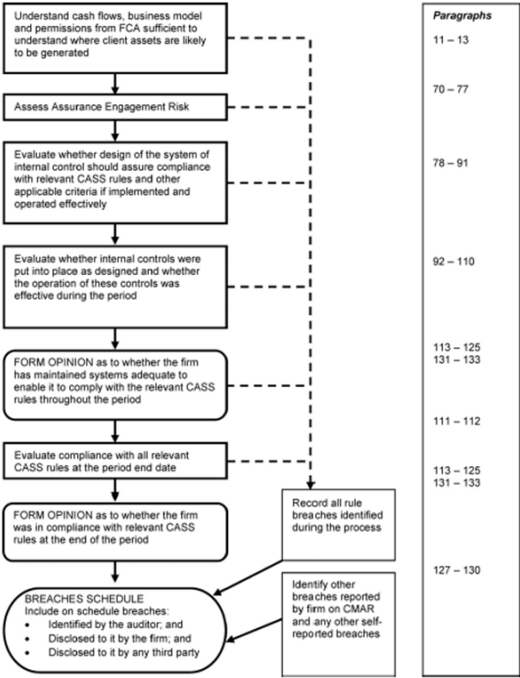 Understand cash flows, business model
and permissions from FCA sufficient to
understand where client assets are likely
to be generated
Assess Assurance Engagement Risk
Evaluate whether design of the system of
internal control should assure compliance
with relevant CASS rules and other
applicable criteria if implemented and
operated effectively
Evaluate whether internal controls were
put into place as designed and whether
the operation of these controls was
effective during the period
FORM OPINION as to whether the firm
has maintained systems adequate to
enable it to comply with the relevant CASS
rules throughout the period
Evaluate compliance with all relevant
CASS rules at the period end date
FORM OPINION as to whether the firm
was in compliance with relevant CASS
rules at the end of the period
BREACHES SCHEDULE
Include on schedule breaches:
• Identified by the auditor; and
• Disclosed to it by the firm; and
• Disclosed to it by any third party
Record all rule
breaches identified
during the process
Identify other
breaches reported
by firm on CMAR
and any other self-
reported breaches
Paragraphs
11 – 13
70 – 77
78 – 91
92 – 110
113 – 125
131 – 133
111 – 112
113 – 125
131 – 133
127 – 130